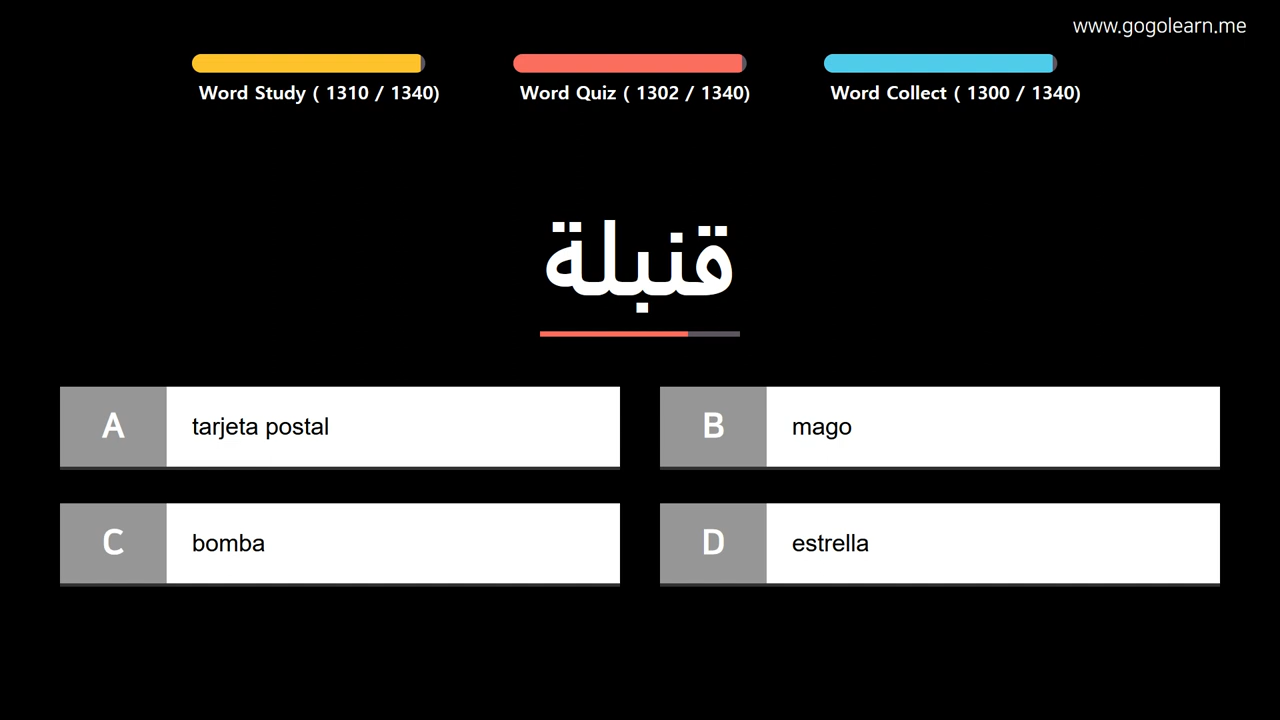 www.gogolearn.me
Word Study ( 1310 / 1340)
Word Quiz ( 1302 / 1340)
Word Collect ( 1300 / 1340)
قنبلة
A tarjeta postal
B mago
C bomba
D estrella